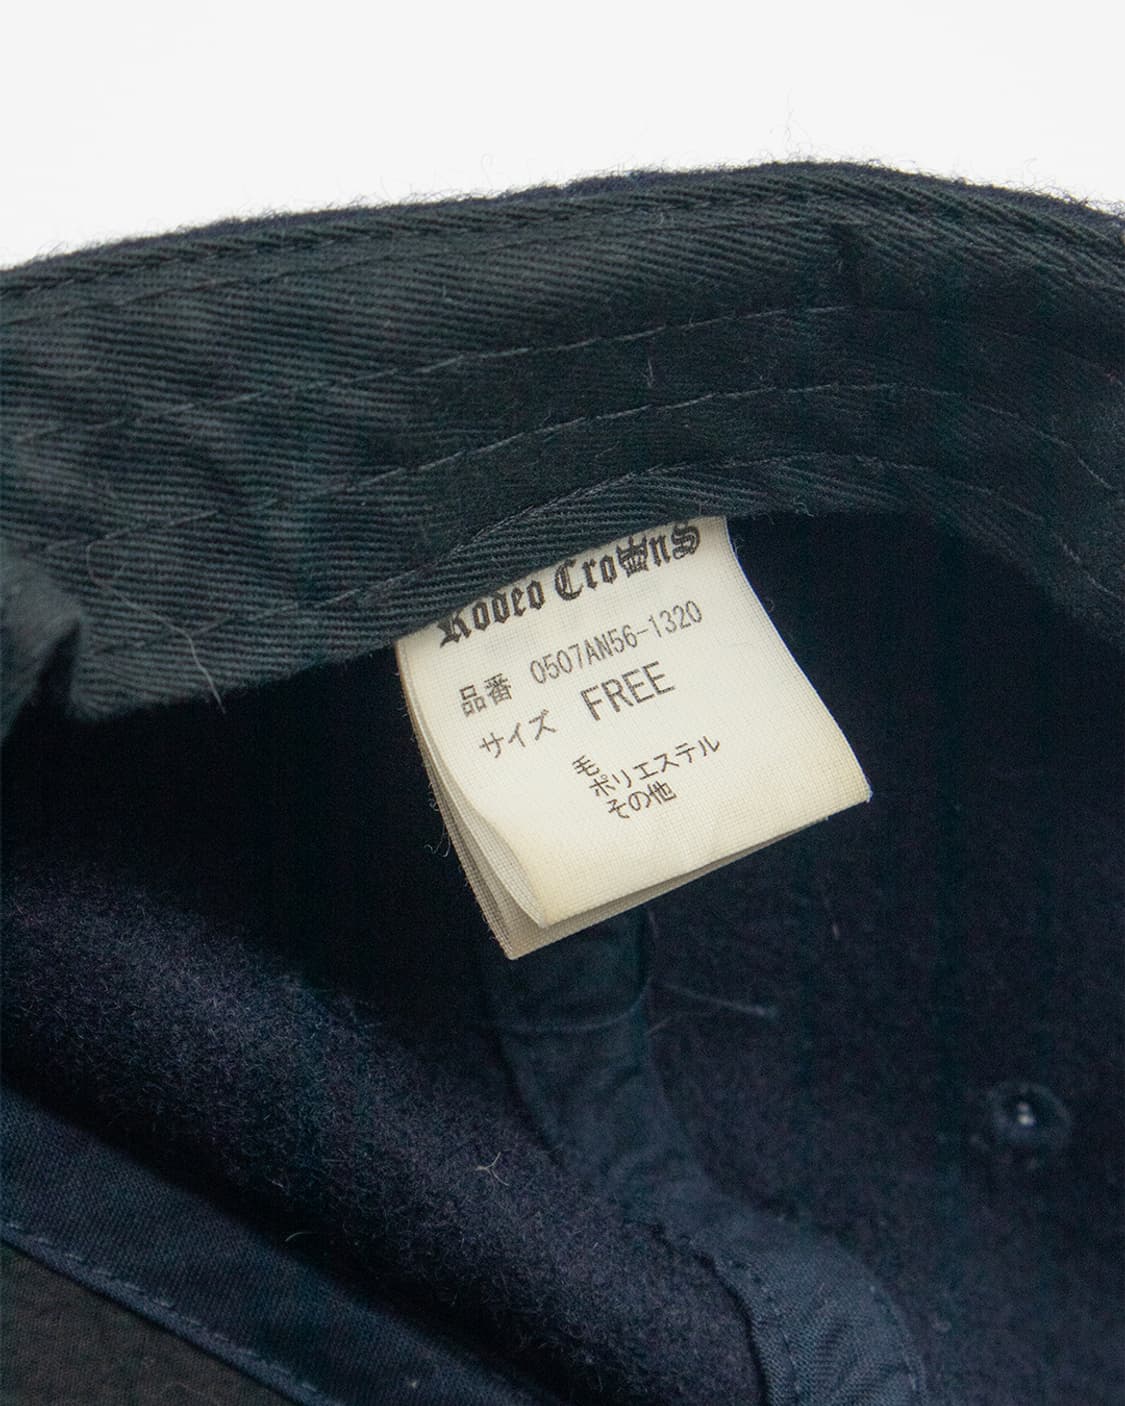 Rodeo CroWnS
品番 0507AN56-1320
サイズ FREE
毛
ポリエステル
その他